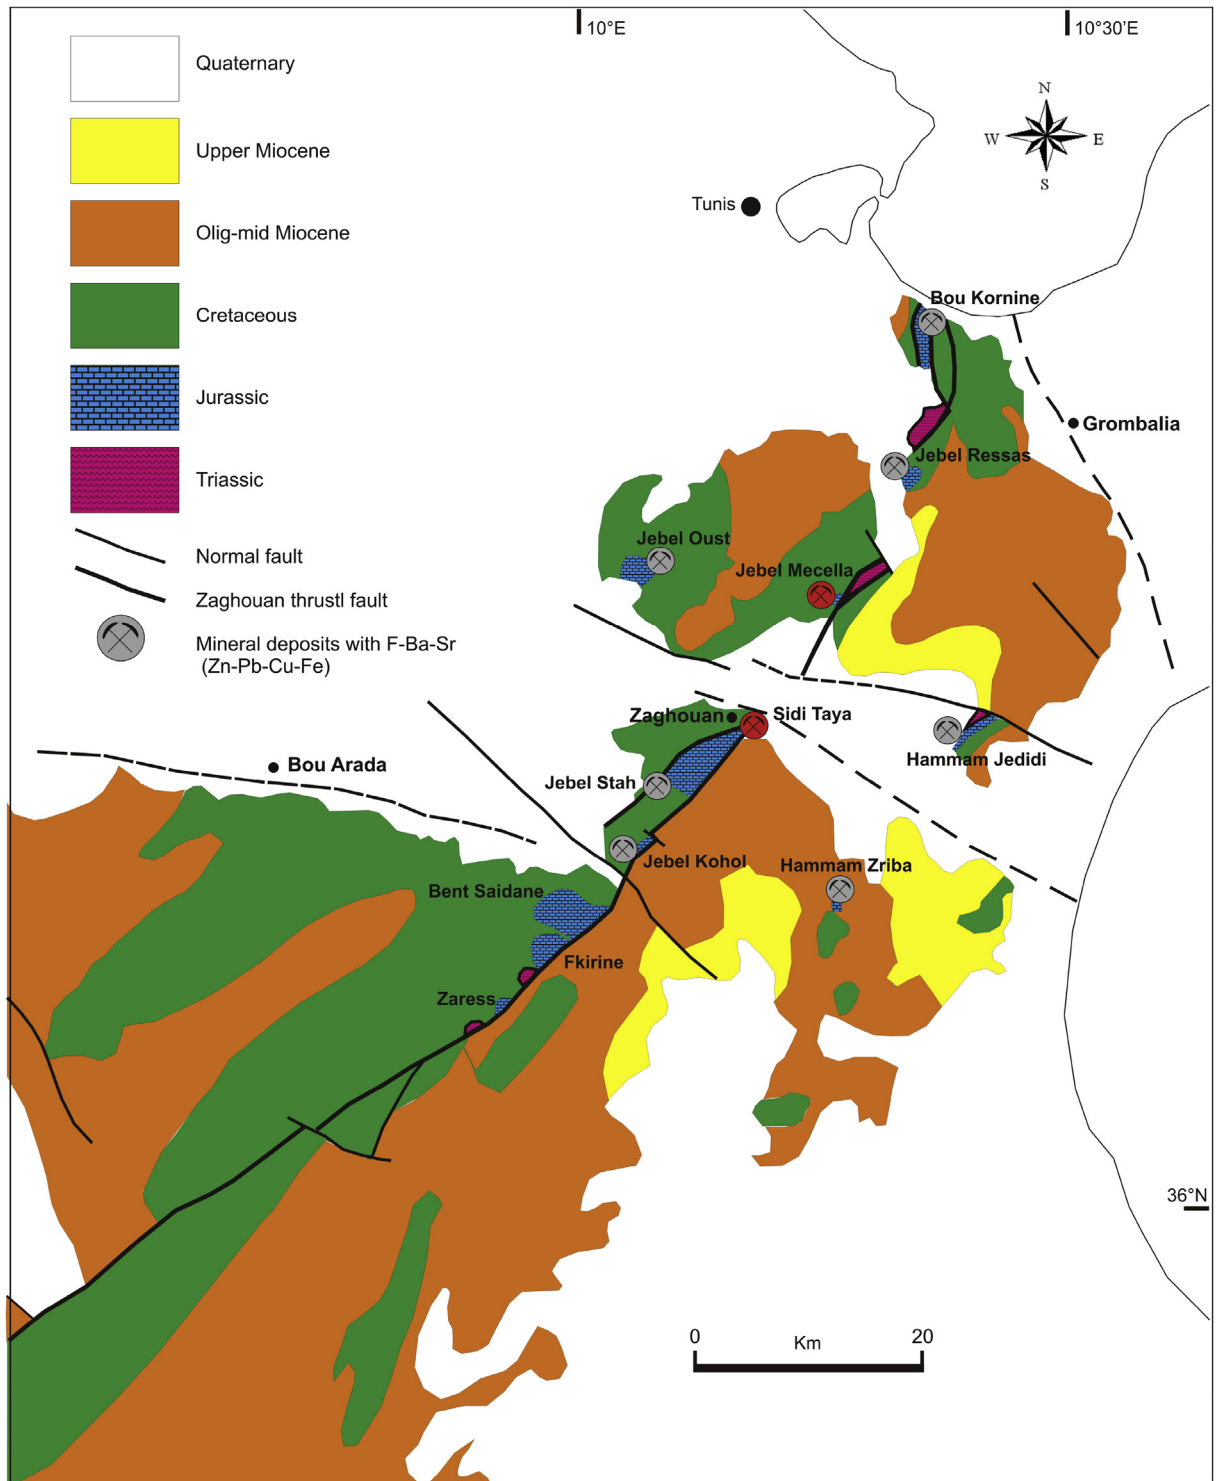 10°E
10°30’E
Quaternary
Upper Miocene
Olig-mid Miocene
Cretaceous
Jurassic
Triassic
Normal fault
Zaghouan thrustl fault
Mineral deposits with F-Ba-Sr
(Zn-Pb-Cu-Fe)
N
W
E
S
Tunis
Bou Kornine
Grombalia
Jebel Ressas
Jebel Oust
Jebel Mecella
Zaghouan
Sidi Taya
Hammam Jedidi
Bou Arada
Jebel Stah
Jebel Kohol
Hammam Zriba
Bent Saidane
Fkirine
Zaress
36°N
0
Km
20